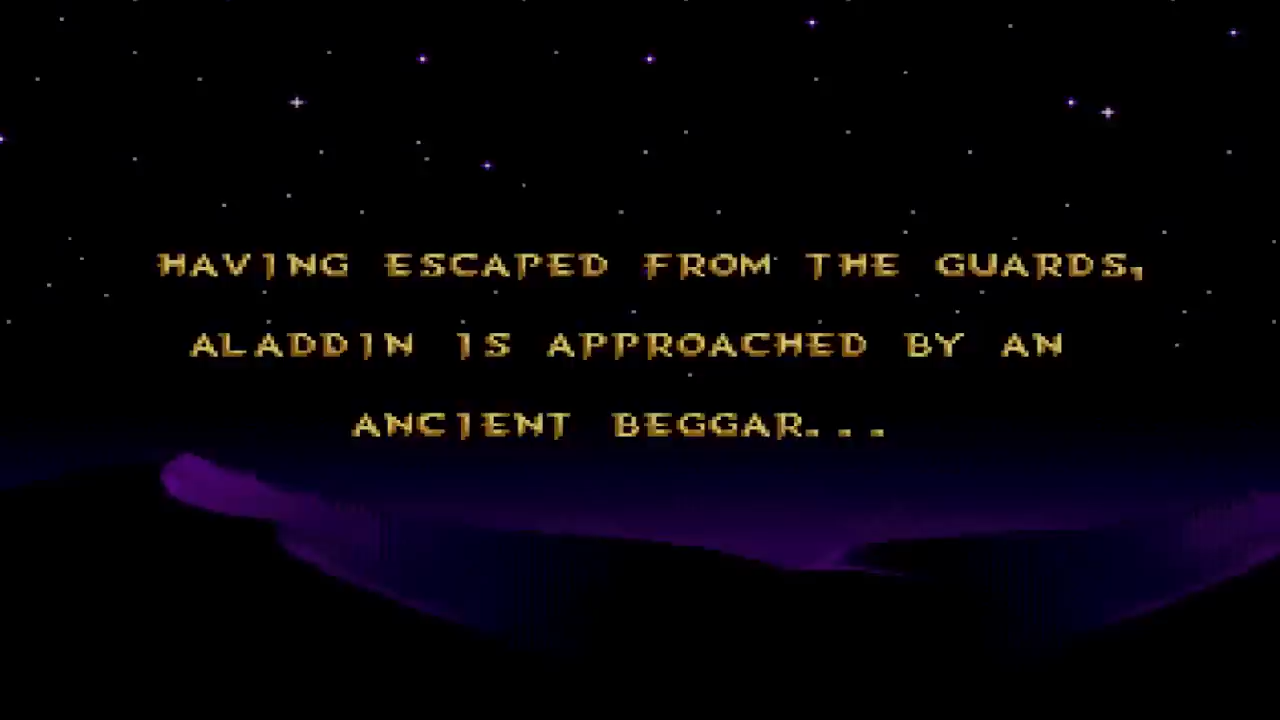 HAVING ESCAPED FROM THE GUARDS,
ALADDIN IS APPROACHED BY AN
ANCIENT BEGGAR...